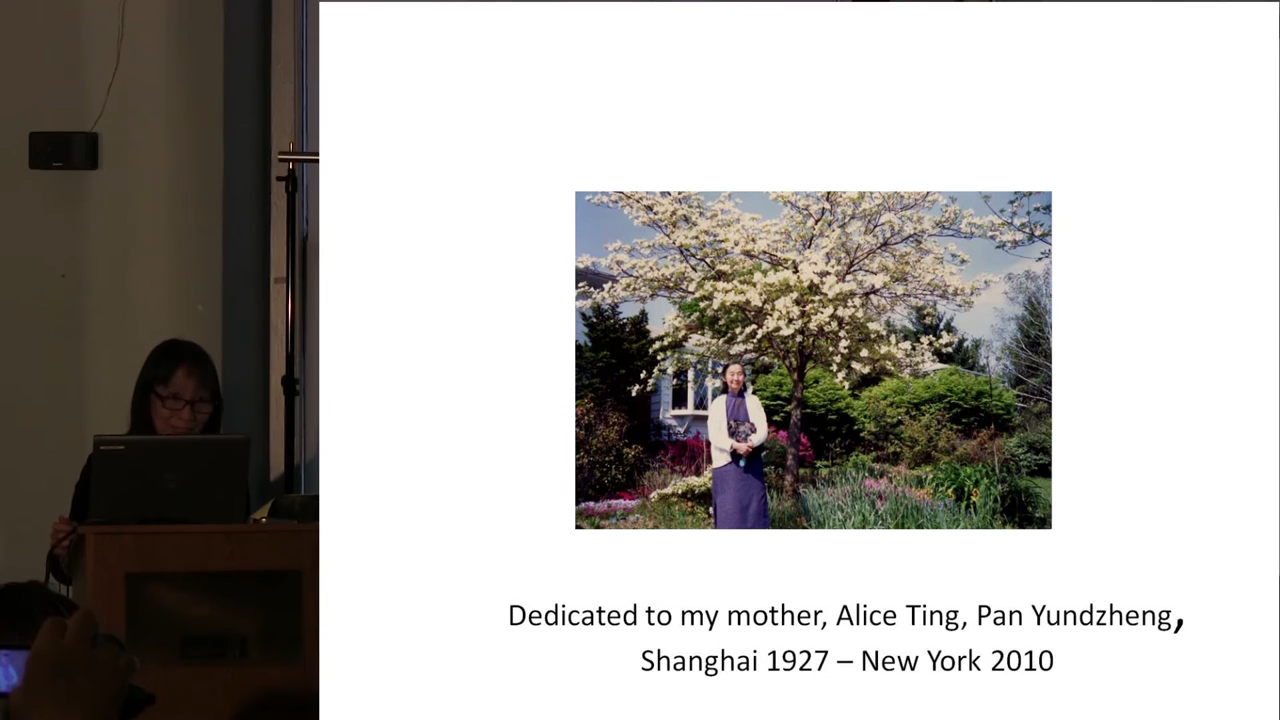 Dedicated to my mother, Alice Ting, Pan Yundzheng,
Shanghai 1927 – New York 2010